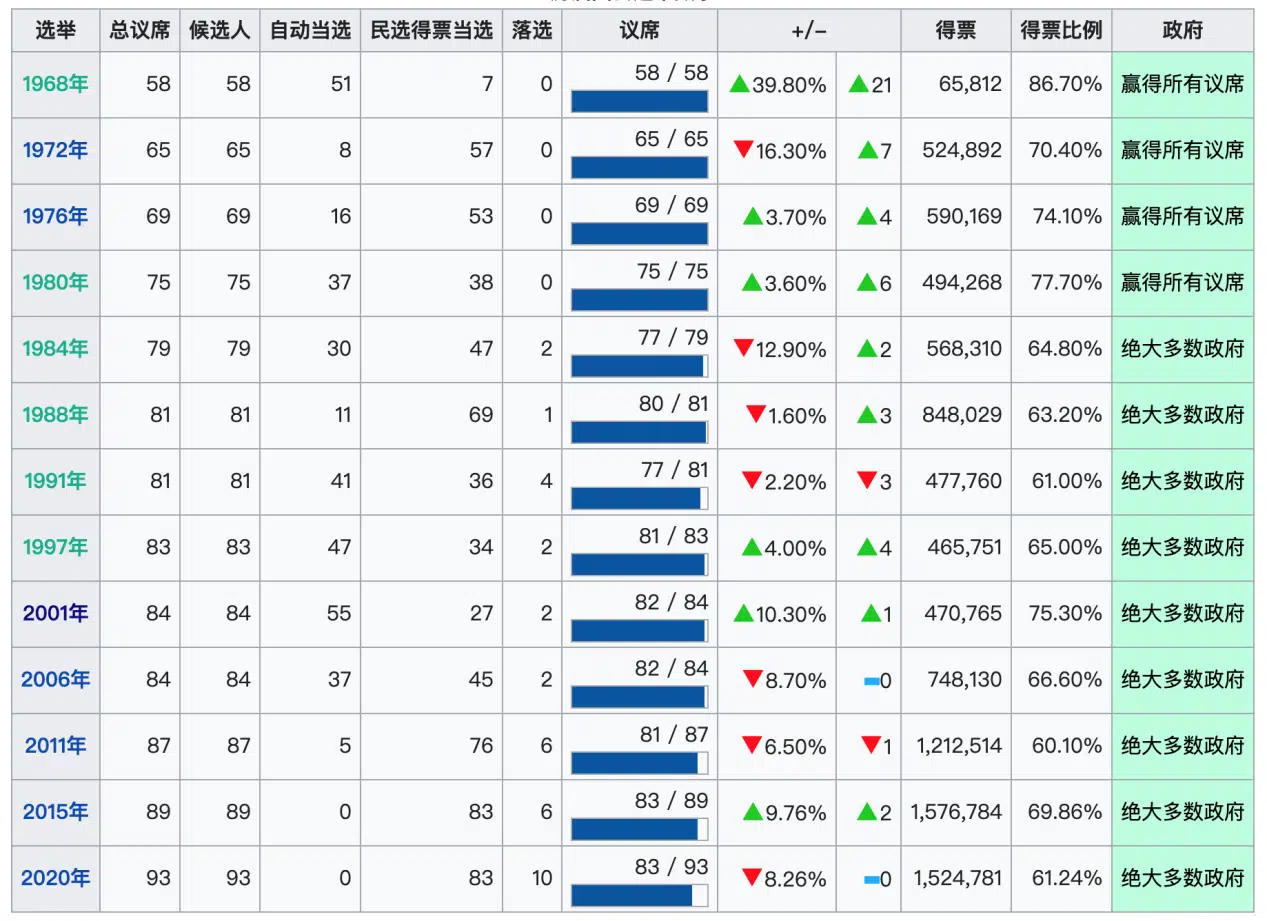 选举 总议席 候选人 自动当选 民选得票当选 落选 议席 +/− 得票 得票比例 政府
1968年 58 58 51 7 0 58 / 58 ▲39.80% ▲21 65,812 86.70% 赢得所有议席
1972年 65 65 8 57 0 65 / 65 ▼16.30% ▲7 524,892 70.40% 赢得所有议席
1976年 69 69 16 53 0 69 / 69 ▲3.70% ▲4 590,169 74.10% 赢得所有议席
1980年 75 75 37 38 0 75 / 75 ▲3.60% ▲6 494,268 77.70% 赢得所有议席
1984年 79 79 30 47 2 77 / 79 ▼12.90% ▲2 568,310 64.80% 绝大多数政府
1988年 81 81 11 69 1 80 / 81 ▼1.60% ▲3 848,029 63.20% 绝大多数政府
1991年 81 81 41 36 4 77 / 81 ▼2.20% ▼3 477,760 61.00% 绝大多数政府
1997年 83 83 47 34 2 81 / 83 ▲4.00% ▲4 465,751 65.00% 绝大多数政府
2001年 84 84 55 27 2 82 / 84 ▲10.30% ▲1 470,765 75.30% 绝大多数政府
2006年 84 84 37 45 2 82 / 84 ▼8.70% 0 748,130 66.60% 绝大多数政府
2011年 87 87 5 76 6 81 / 87 ▼6.50% ▼1 1,212,514 60.10% 绝大多数政府
2015年 89 89 0 83 6 83 / 89 ▲9.76% ▲2 1,576,784 69.86% 绝大多数政府
2020年 93 93 0 83 10 83 / 93 ▼8.26% 0 1,524,781 61.24% 绝大多数政府